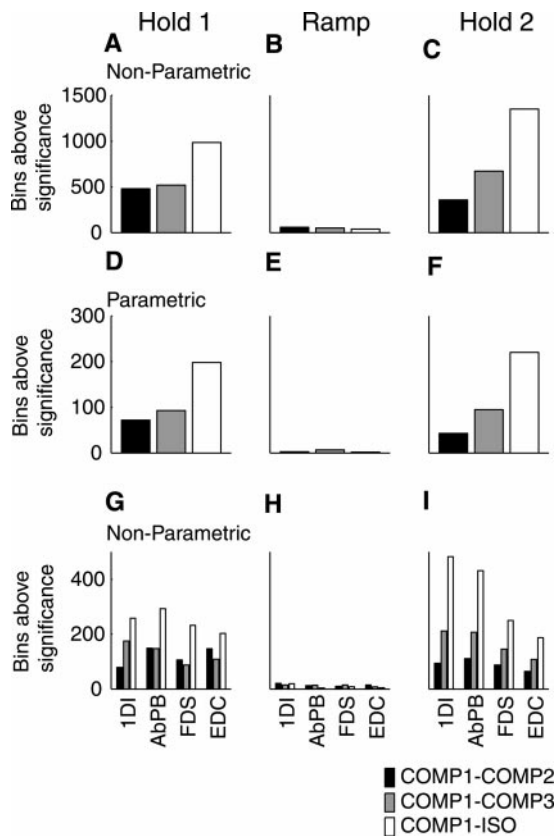 Hold 1 Ramp Hold 2
A B C
Non-Parametric
Bins above
significance
1500
1000
500
0
D E F
Parametric
Bins above
significance
300
200
100
0
G H I
Non-Parametric
Bins above
significance
400
200
0
1DI AbPB FDS EDC 1DI AbPB FDS EDC 1DI AbPB FDS EDC
COMP1-COMP2
COMP1-COMP3
COMP1-ISO